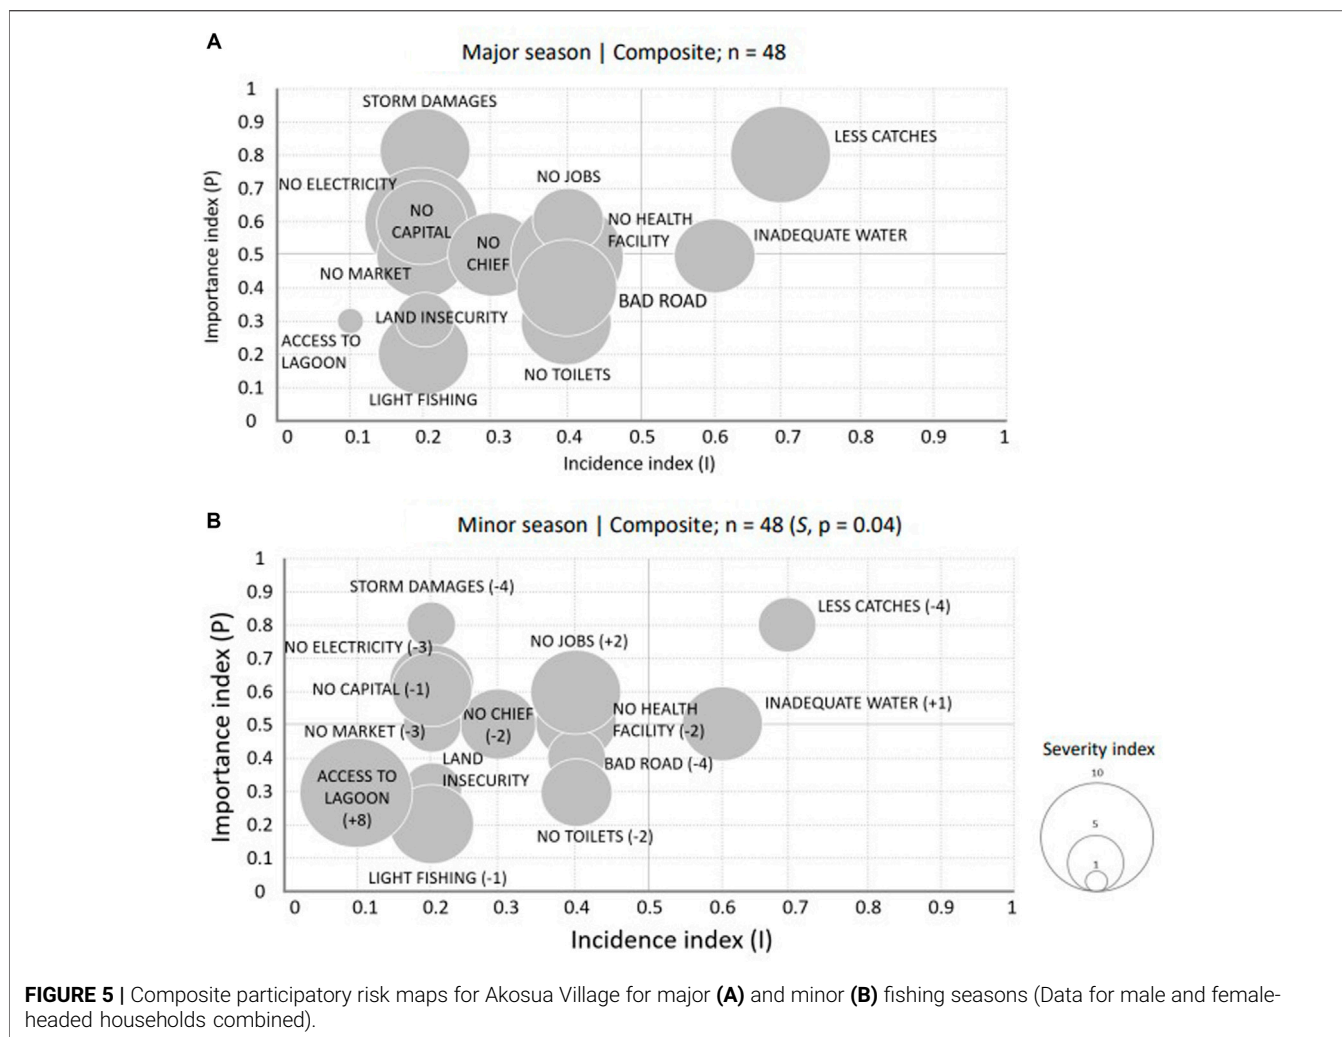 A
Major season | Composite; n = 48
Importance index (P)
1
0.9
0.8
0.7
0.6
0.5
0.4
0.3
0.2
0.1
0
STORM DAMAGES
LESS CATCHES
NO ELECTRICITY
NO JOBS
NO
CAPITAL
NO HEALTH
FACILITY
INADEQUATE WATER
NO
CHIEF
NO MARKET
BAD ROAD
LAND INSECURITY
ACCESS TO
LAGOON
NO TOILETS
LIGHT FISHING
0 0.1 0.2 0.3 0.4 0.5 0.6 0.7 0.8 0.9 1
Incidence index (I)
B
Minor season | Composite; n = 48 (S, p = 0.04)
Importance index (P)
1
0.9
0.8
0.7
0.6
0.5
0.4
0.3
0.2
0.1
0
STORM DAMAGES (-4)
LESS CATCHES (-4)
NO ELECTRICITY (-3)
NO JOBS (+2)
NO CAPITAL (-1)
INADEQUATE WATER (+1)
NO CHIEF
(-2)
NO HEALTH
FACILITY (-2)
NO MARKET (-3)
LAND
INSECURITY
BAD ROAD (-4)
ACCESS TO
LAGOON
(+8)
NO TOILETS (-2)
LIGHT FISHING (-1)
0 0.1 0.2 0.3 0.4 0.5 0.6 0.7 0.8 0.9 1
Incidence index (I)
Severity index
10
5
1
FIGURE 5 | Composite participatory risk maps for Akosua Village for major (A) and minor (B) fishing seasons (Data for male and female-
headed households combined).